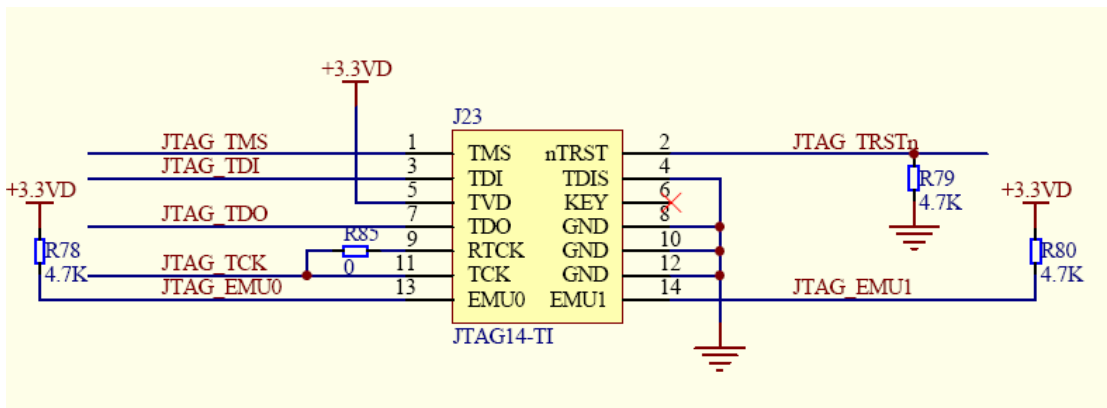 +3.3VD
J23
JTAG_TMS 1 TMS nTRST 2 JTAG_TRSTn
JTAG_TDI 3 TDI TDIS 4
R79
4.7K
+3.3VD 5 TVD KEY 6 +3.3VD
JTAG_TDO 7 TDO GND 8
R78
4.7K
R85
0
9 RTCK GND 10
R80
4.7K
JTAG_TCK 11 TCK GND 12
JTAG_EMU0 13 EMU0 EMU1 14 JTAG_EMU1
JTAG14-TI